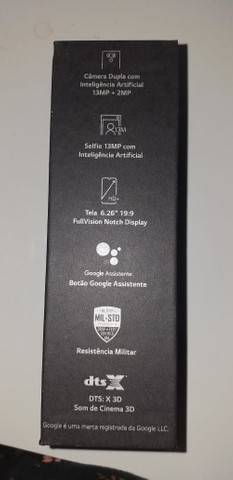 Câmera Dupla com
Inteligência Artificial
13MP + 2MP
13M
Selfie 13MP com
Inteligência Artificial
HD+
Tela 6.26" 19:9
FullVision Notch Display
Google Assistente
Botão Google Assistente
MIL-STD
Resistência Militar
dts X
DTS: X 3D
Som de Cinema 3D
Google é uma marca registrada da Google LLC.